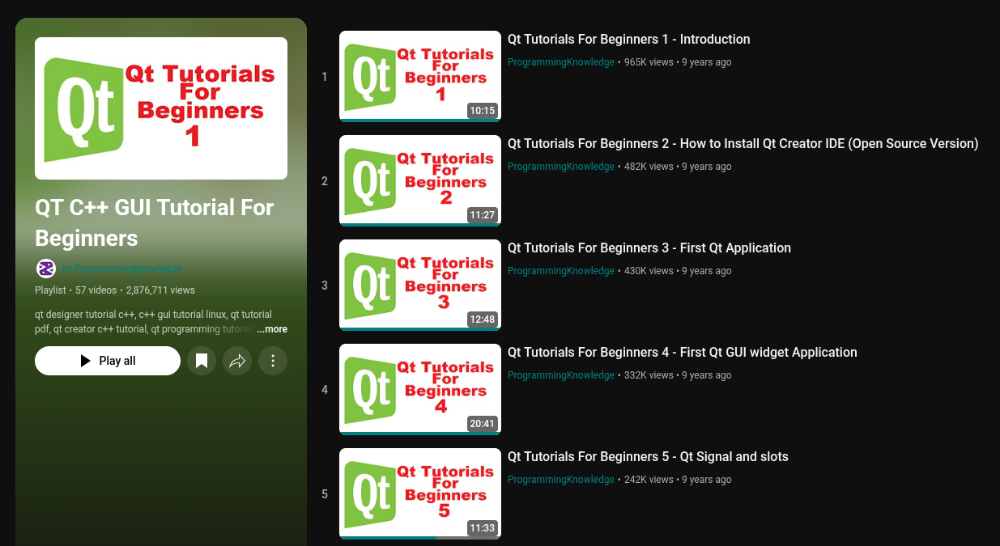 Qt
Qt Tutorials
For
Beginners
1
QT C++ GUI Tutorial For
Beginners
by ProgrammingKnowledge
Playlist • 57 videos • 2,876,711 views
qt designer tutorial c++, c++ gui tutorial linux, qt tutorial
pdf, qt creator c++ tutorial, qt programming tutorial ...more
Play all
1
Qt
Qt Tutorials
For
Beginners
1
10:15
Qt Tutorials For Beginners 1 - Introduction
ProgrammingKnowledge • 965K views • 9 years ago
2
Qt
Qt Tutorials
For
Beginners
2
11:27
Qt Tutorials For Beginners 2 - How to Install Qt Creator IDE (Open Source Version)
ProgrammingKnowledge • 482K views • 9 years ago
3
Qt
Qt Tutorials
For
Beginners
3
12:48
Qt Tutorials For Beginners 3 - First Qt Application
ProgrammingKnowledge • 430K views • 9 years ago
4
Qt
Qt Tutorials
For
Beginners
4
20:41
Qt Tutorials For Beginners 4 - First Qt GUI widget Application
ProgrammingKnowledge • 332K views • 9 years ago
5
Qt
Qt Tutorials
For
Beginners
5
11:33
Qt Tutorials For Beginners 5 - Qt Signal and slots
ProgrammingKnowledge • 242K views • 9 years ago